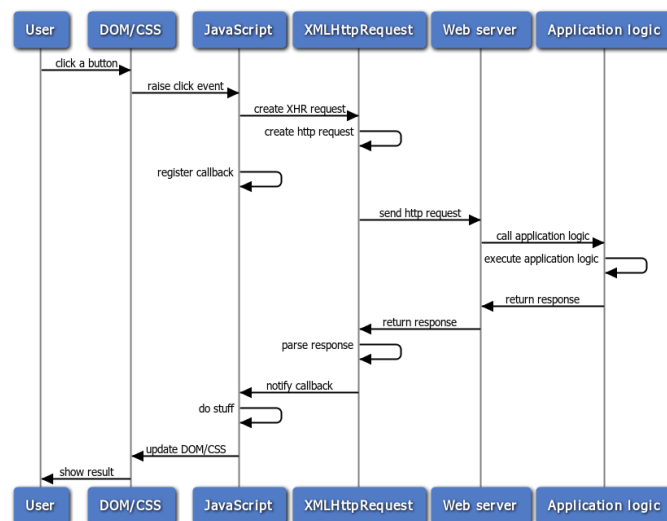 User DOM/CSS JavaScript XMLHttpRequest Web server Application logic
click a button
raise click event
create XHR request
create http request
register callback
send http request
call application logic
execute application logic
return response
return response
parse response
notify callback
do stuff
update DOM/CSS
show result
User DOM/CSS JavaScript XMLHttpRequest Web server Application logic